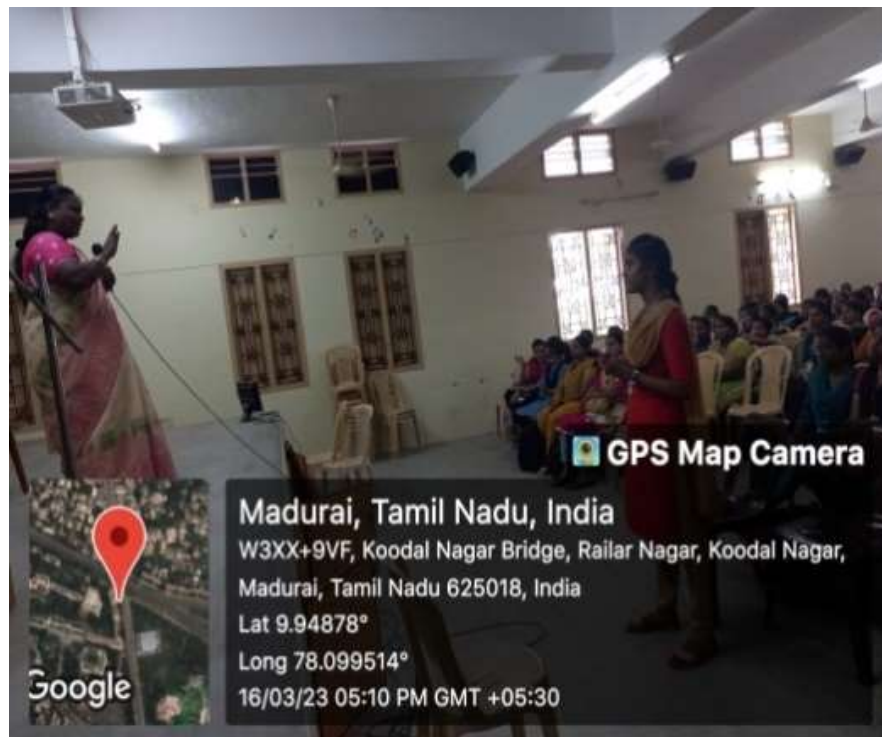 GPS Map Camera
Madurai, Tamil Nadu, India
W3XX+9VF, Koodal Nagar Bridge, Railar Nagar, Koodal Nagar,
Madurai, Tamil Nadu 625018, India
Lat 9.94878°
Long 78.099514°
16/03/23 05:10 PM GMT +05:30
Google